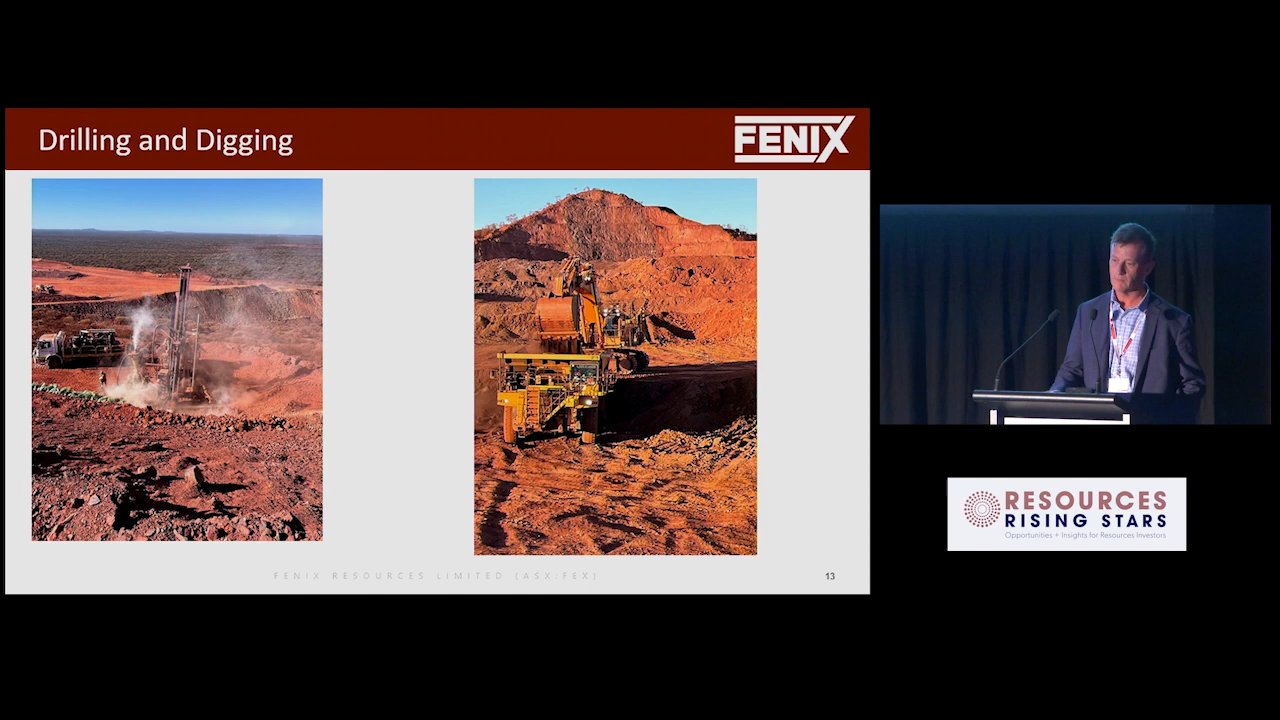 Drilling and Digging
FENIX
FENIX RESOURCES LIMITED (ASX:FEX)
13
RESOURCES
RISING STARS
Opportunities + Insights for Resources Investors